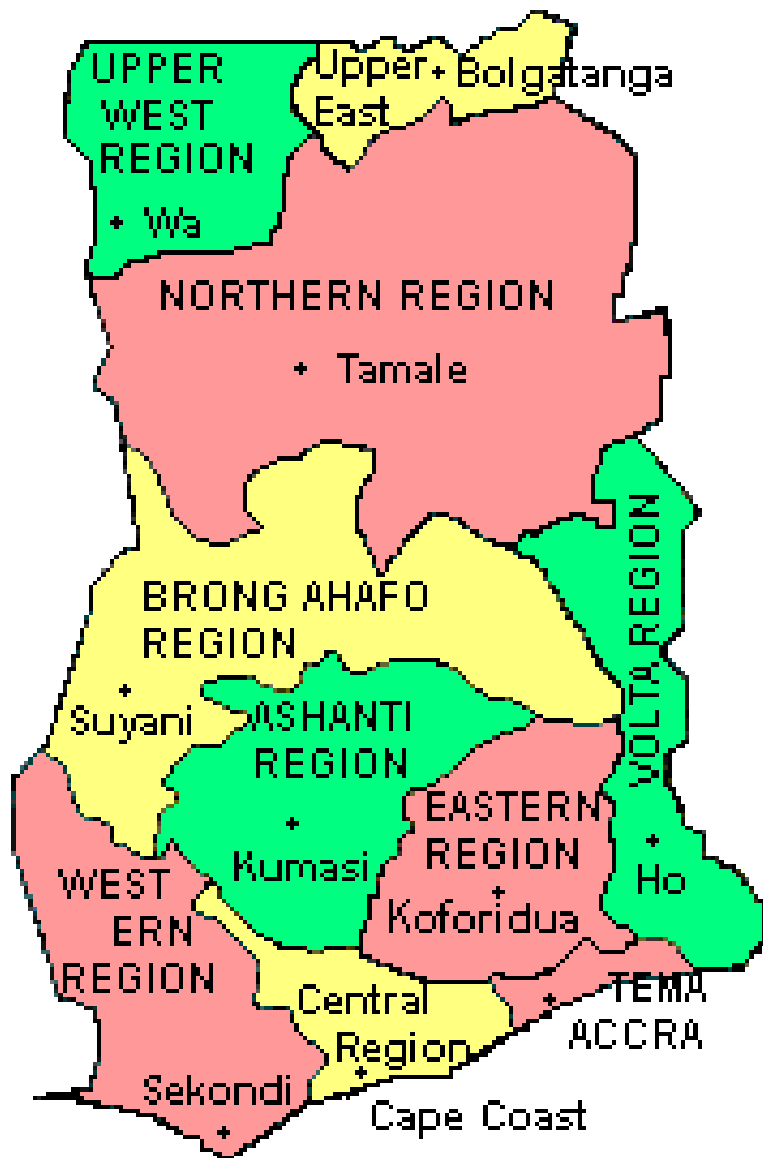 UPPER
WEST
REGION
Wa
Upper
East
Bolgatanga
NORTHERN REGION
Tamale
BRONG AHAFO
REGION
Suyani
VOLTA REGION
ASHANTI
REGION
Kumasi
EASTERN
REGION
Koforidua
Ho
WEST
ERN
REGION
Sekondi
Central
Region
Cape Coast
TEMA
ACCRA